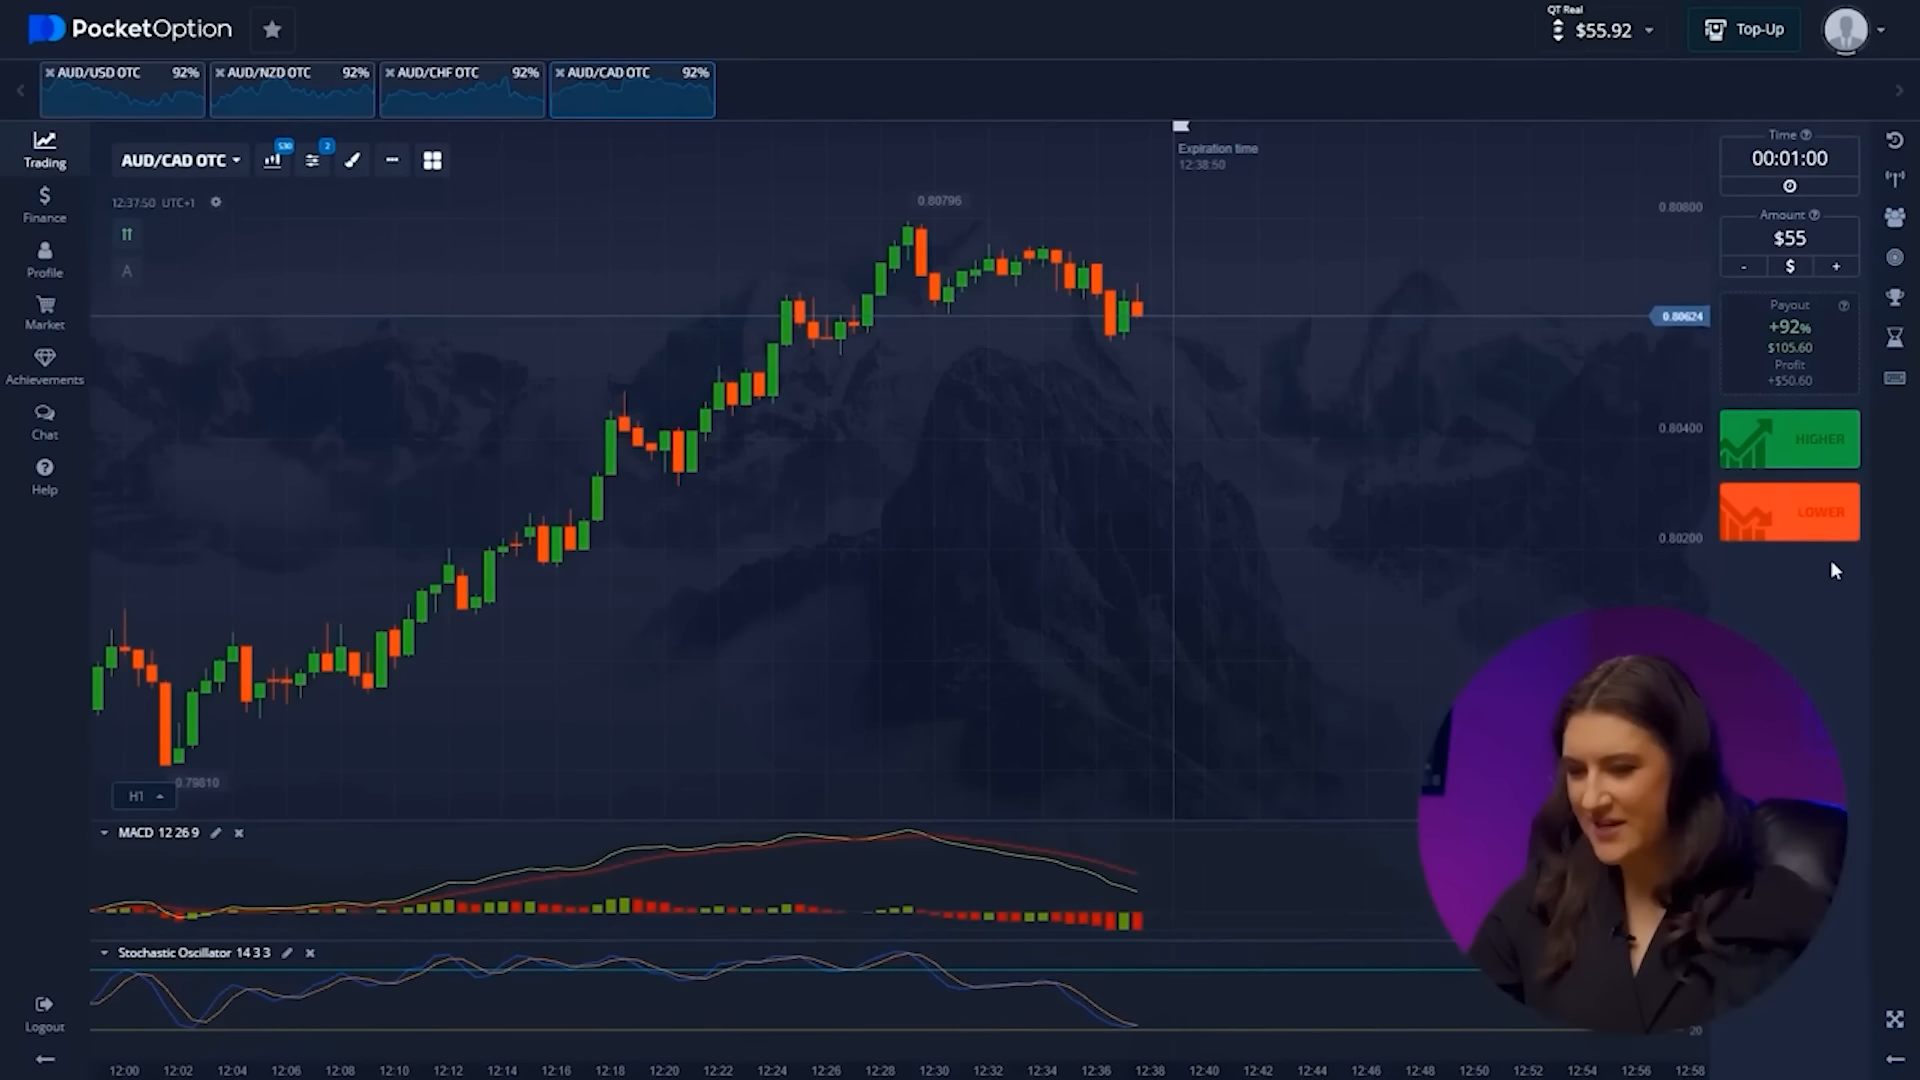 PocketOption
QT Real
$55.92
Top-Up
AUD/USD OTC 92%
AUD/NZD OTC 92%
AUD/CHF OTC 92%
AUD/CAD OTC 92%
Trading
Finance
Profile
Market
Achievements
Chat
Help
Logout
AUD/CAD OTC
S30
2
12:37:50 UTC+1
A
Expiration time
12:38:50
0.80796
0.80800
0.80624
0.80400
0.80200
0.79810
H1
Time
00:01:00
Amount
$55
- $ +
Payout
+92%
$105.60
Profit
+$50.60
HIGHER
LOWER
MACD 12 26 9
Stochastic Oscillator 14 3 3
20
12:00 12:02 12:04 12:06 12:08 12:10 12:12 12:14 12:16 12:18 12:20 12:22 12:24 12:26 12:28 12:30 12:32 12:34 12:36 12:38 12:40 12:42 12:44 12:46 12:48 12:50 12:52 12:54 12:56 12:58